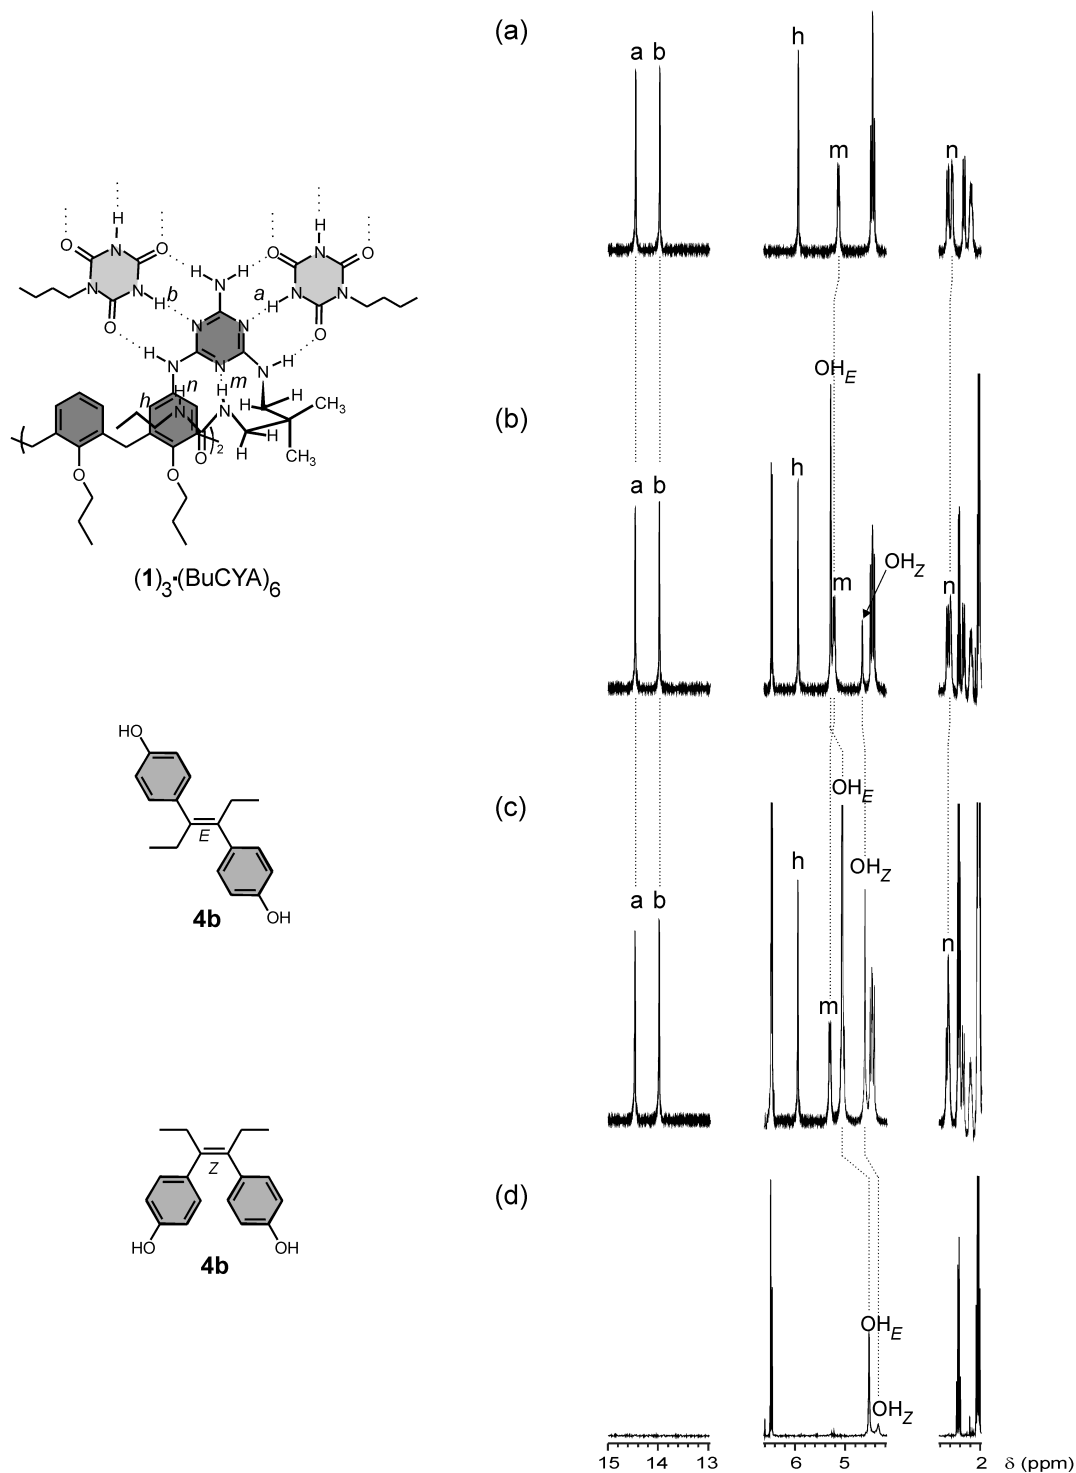 (a)
a b
h
m
n
H
H
O
N
O
O
N
O
H
H
N
N
H
b
N
a
H
N
N
O
N
N
O
H
N
N
N
H
H
n
H
m
h
N
N
H
H
CH3
O
H
H
CH3
2
O
O
(1)3·(BuCYA)6
(b)
OHE
a b
h
m
OHZ
n
HO
E
OH
4b
(c)
OHE
a b
h
OHZ
n
m
Z
HO
OH
4b
(d)
OHE
OHZ
15 14 13
6 5
2 δ (ppm)